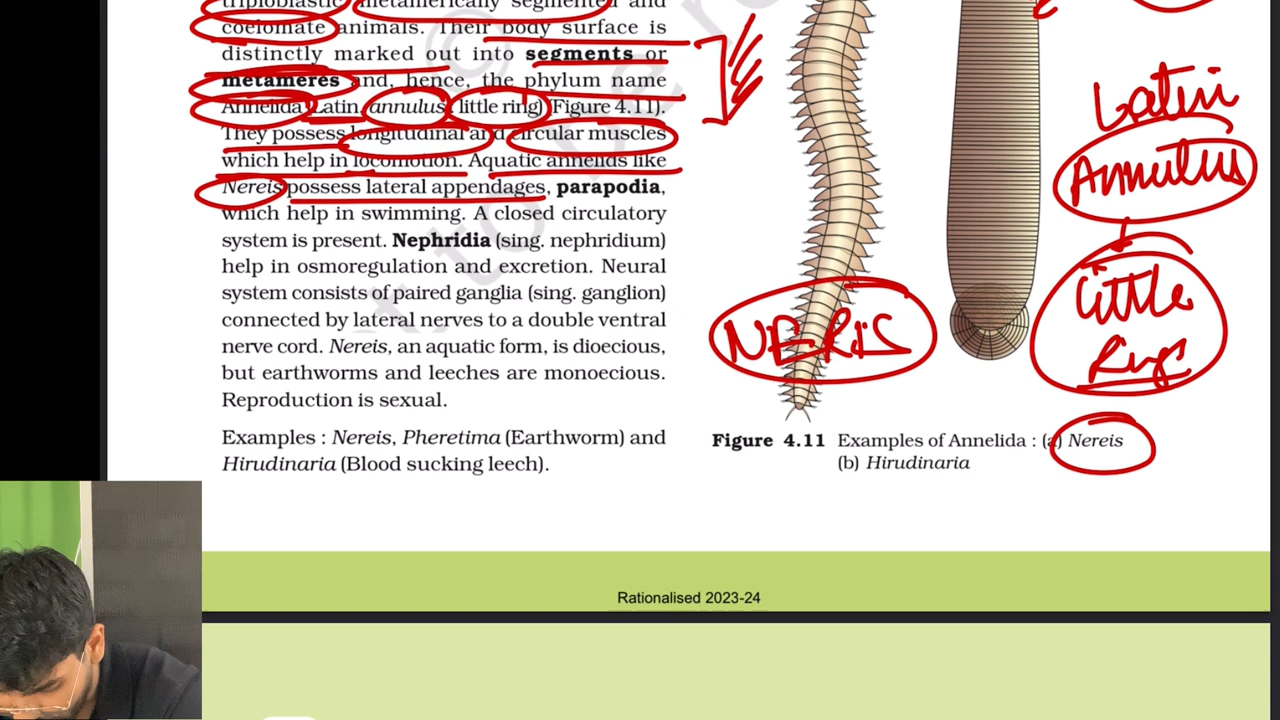 triploblastic, metamerically segmented and
coelomate animals. Their body surface is
distinctly marked out into segments or
metameres and, hence, the phylum name
Annelida (Latin, annulus : little ring) (Figure 4.11).
They possess longitudinal and circular muscles
which help in locomotion. Aquatic annelids like
Nereis possess lateral appendages, parapodia,
which help in swimming. A closed circulatory
system is present. Nephridia (sing. nephridium)
help in osmoregulation and excretion. Neural
system consists of paired ganglia (sing. ganglion)
connected by lateral nerves to a double ventral
nerve cord. Nereis, an aquatic form, is dioecious,
but earthworms and leeches are monoecious.
Reproduction is sexual.
Examples : Nereis, Pheretima (Earthworm) and
Hirudinaria (Blood sucking leech).
NERIS
Latin
Annulus
little
Figure 4.11 Examples of Annelida : (a) Nereis
(b) Hirudinaria
Rationalised 2023-24